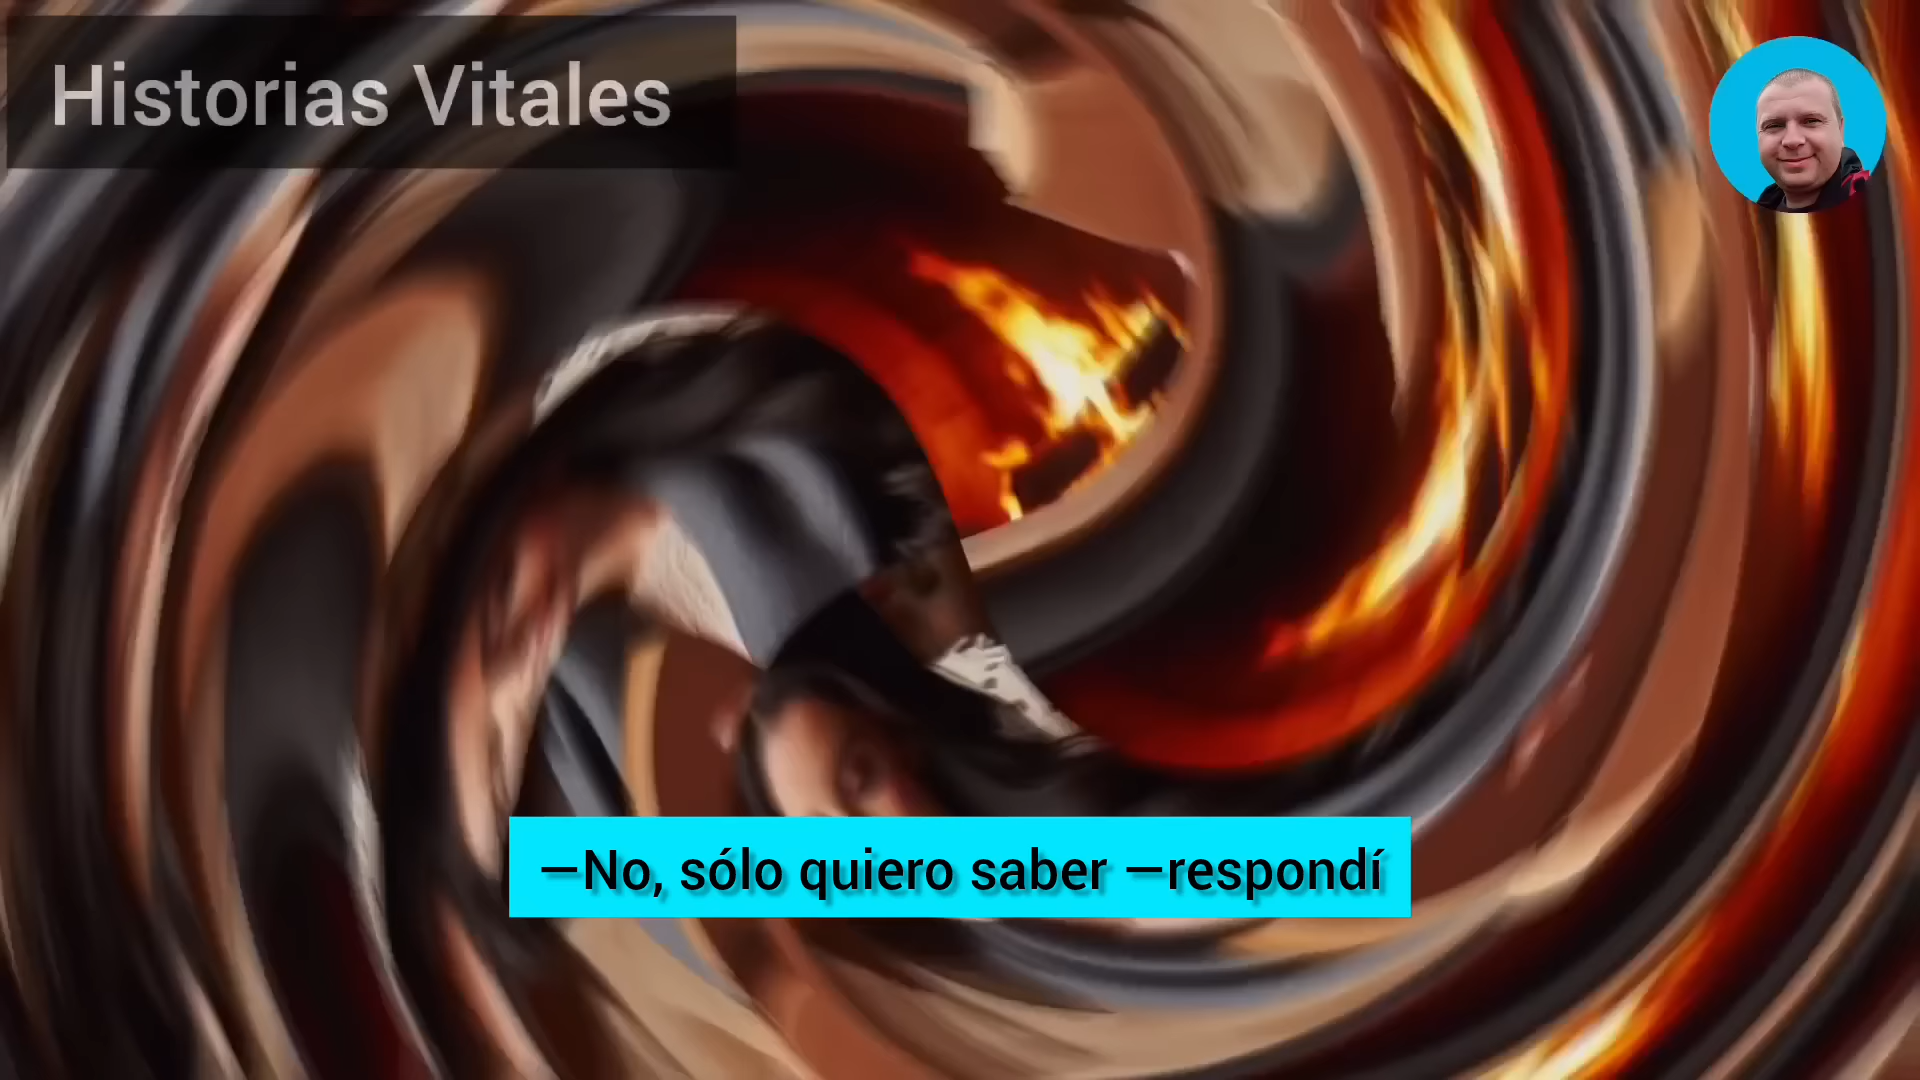 Historias Vitales
—No, sólo quiero saber —respondí